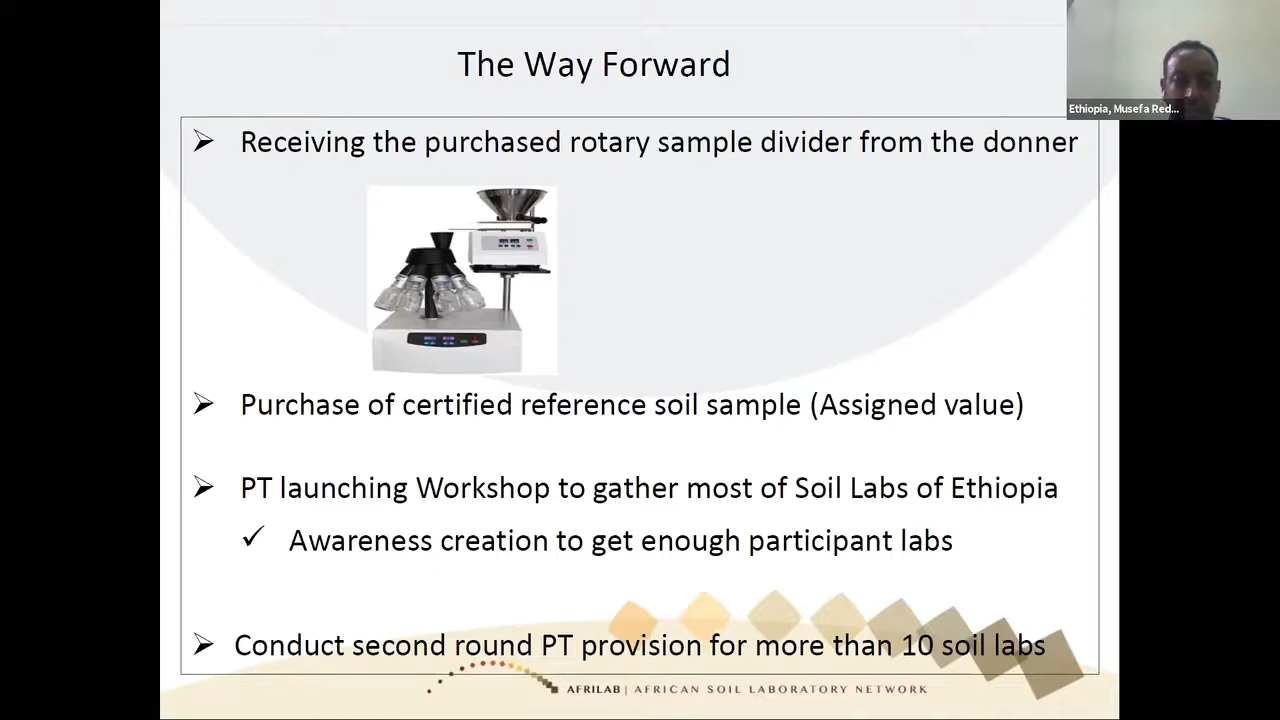 The Way Forward
Ethiopia, Musefa Red...
➢ Receiving the purchased rotary sample divider from the donner
➢ Purchase of certified reference soil sample (Assigned value)
➢ PT launching Workshop to gather most of Soil Labs of Ethiopia
✓ Awareness creation to get enough participant labs
➢ Conduct second round PT provision for more than 10 soil labs
AFRILAB | AFRICAN SOIL LABORATORY NETWORK